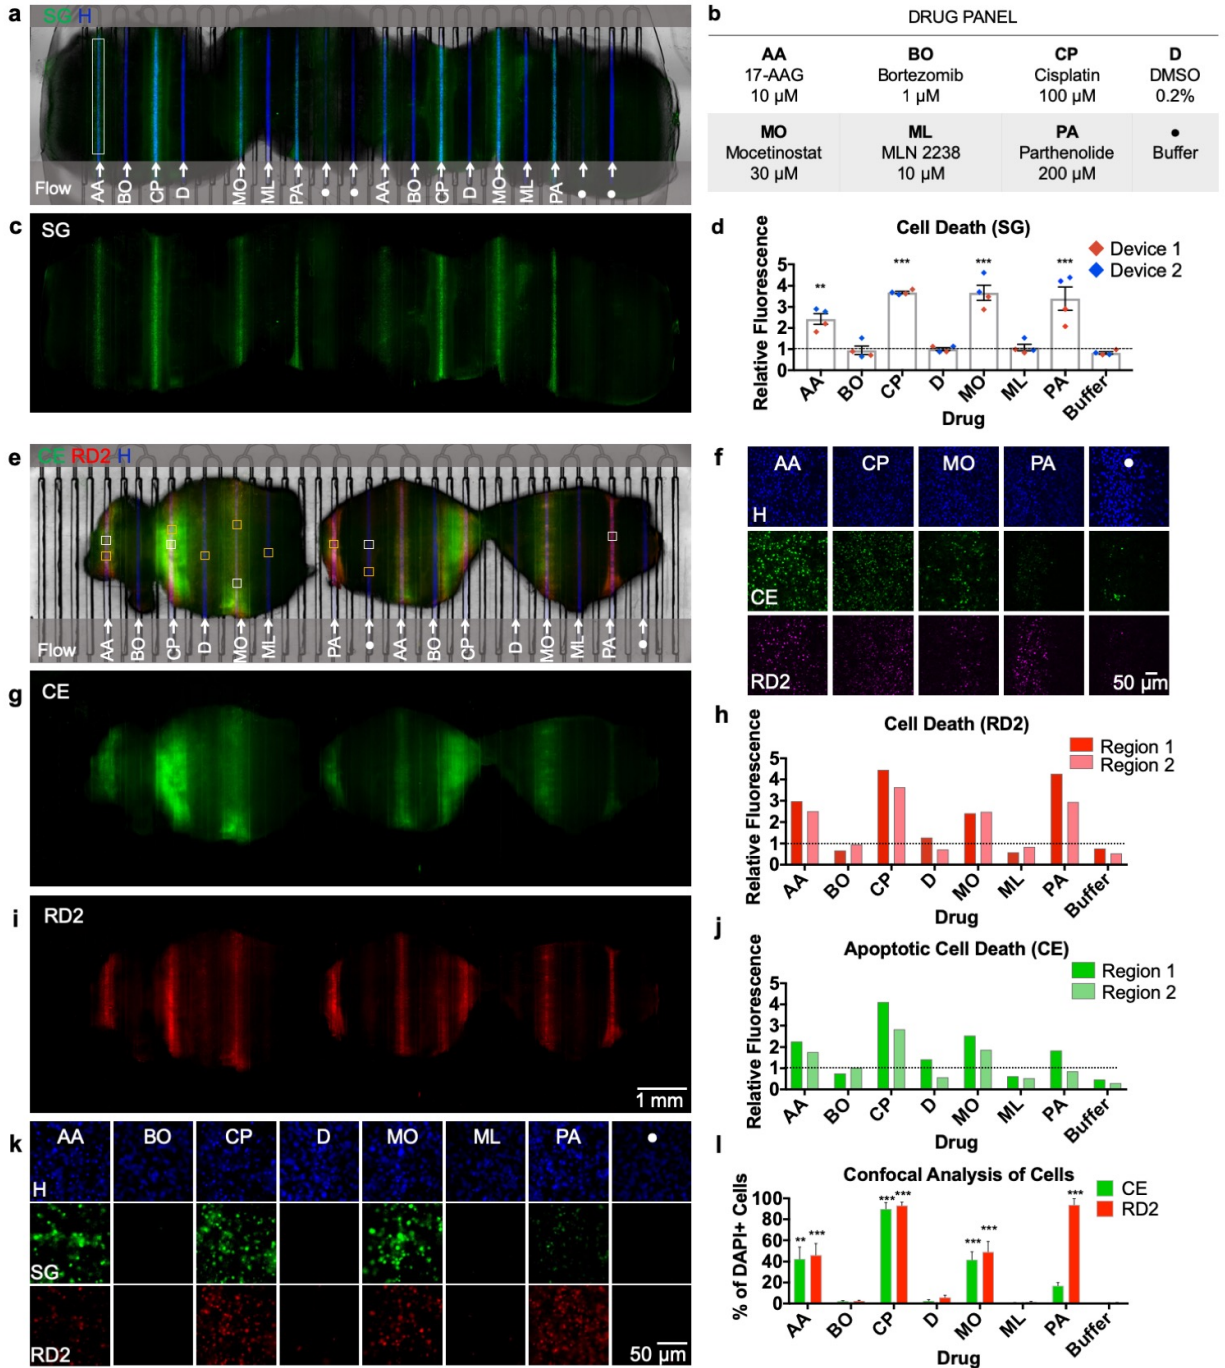 a
SG H
Flow
AA BO CP D MO ML PA ● ● AA BO CP D MO ML PA ● ●
b
DRUG PANEL
AA BO CP D
17-AAG Bortezomib Cisplatin DMSO
10 µM 1 µM 100 µM 0.2%
MO ML PA ●
Mocetinostat MLN 2238 Parthenolide Buffer
30 µM 10 µM 200 µM
c
SG
d
Cell Death (SG)
Device 1
Device 2
Relative Fluorescence
5
4
3
2
1
0
** *** *** ***
AA BO CP D MO ML PA Buffer
Drug
e
CE RD2 H
Flow
AA BO CP D MO ML PA ● AA BO CP D MO ML PA ●
f
AA CP MO PA ●
H
CE
RD2
50 µm
g
CE
h
Cell Death (RD2)
Region 1
Region 2
Relative Fluorescence
5
4
3
2
1
0
AA BO CP D MO ML PA Buffer
Drug
i
RD2
1 mm
j
Apoptotic Cell Death (CE)
Region 1
Region 2
Relative Fluorescence
5
4
3
2
1
0
AA BO CP D MO ML PA Buffer
Drug
k
AA BO CP D MO ML PA ●
H
SG
RD2
50 µm
l
Confocal Analysis of Cells
CE
RD2
% of DAPI+ Cells
100
80
60
40
20
0
** *** *** *** *** *** ***
AA BO CP D MO ML PA Buffer
Drug